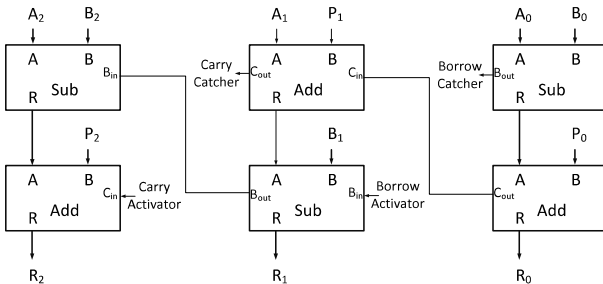 A2 B2 A1 P1 A0 B0
A B A B A B
Bin Carry Catcher Cout Cin Borrow Catcher Bout
Sub Add Sub
R R R
P2 B1 P0
A B A B A B
Cin Carry Activator Bout Bin Borrow Activator Cout
R Add R Sub R Add
R2 R1 R0